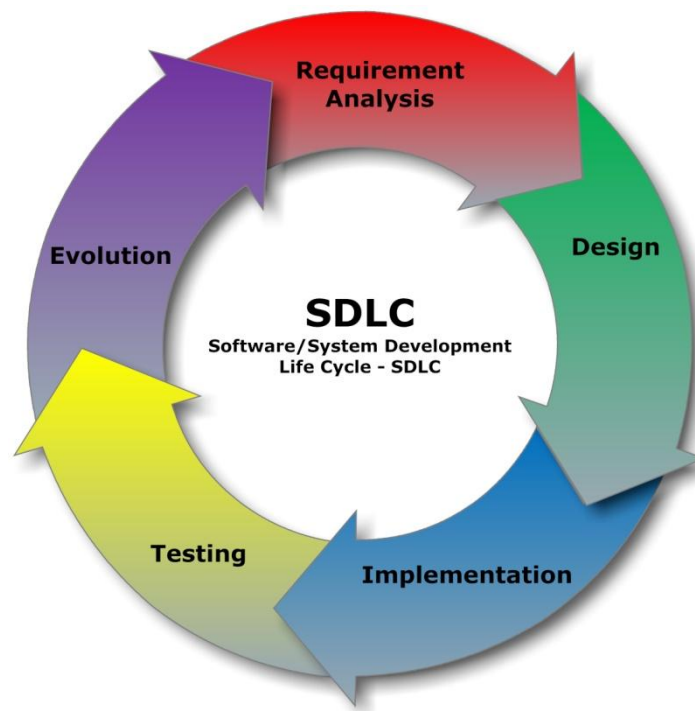 Requirement
Analysis
Design
Implementation
Testing
Evolution
SDLC
Software/System Development
Life Cycle - SDLC